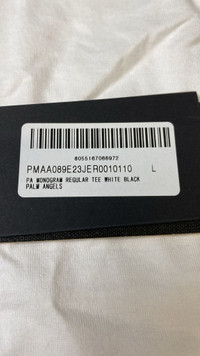 8055167066972
PMAA089E23JER0010110 L
PA MONOGRAM REGULAR TEE WHITE BLACK
PALM ANGELS